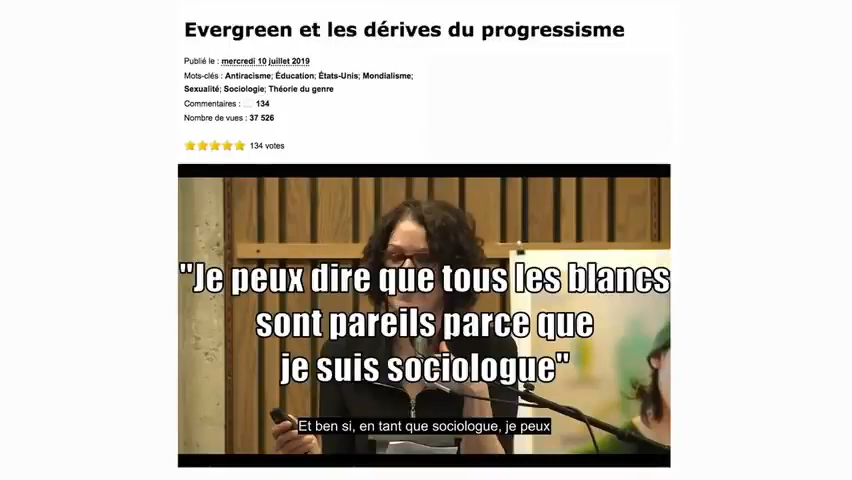 Evergreen et les dérives du progressisme
Publié le : mercredi 10 juillet 2019
Mots-clés : Antiracisme; Éducation; États-Unis; Mondialisme;
Sexualité; Sociologie; Théorie du genre
Commentaires : 134
Nombre de vues : 37 526
134 votes
"Je peux dire que tous les blancs
sont pareils parce que
je suis sociologue"
Et ben si, en tant que sociologue, je peux